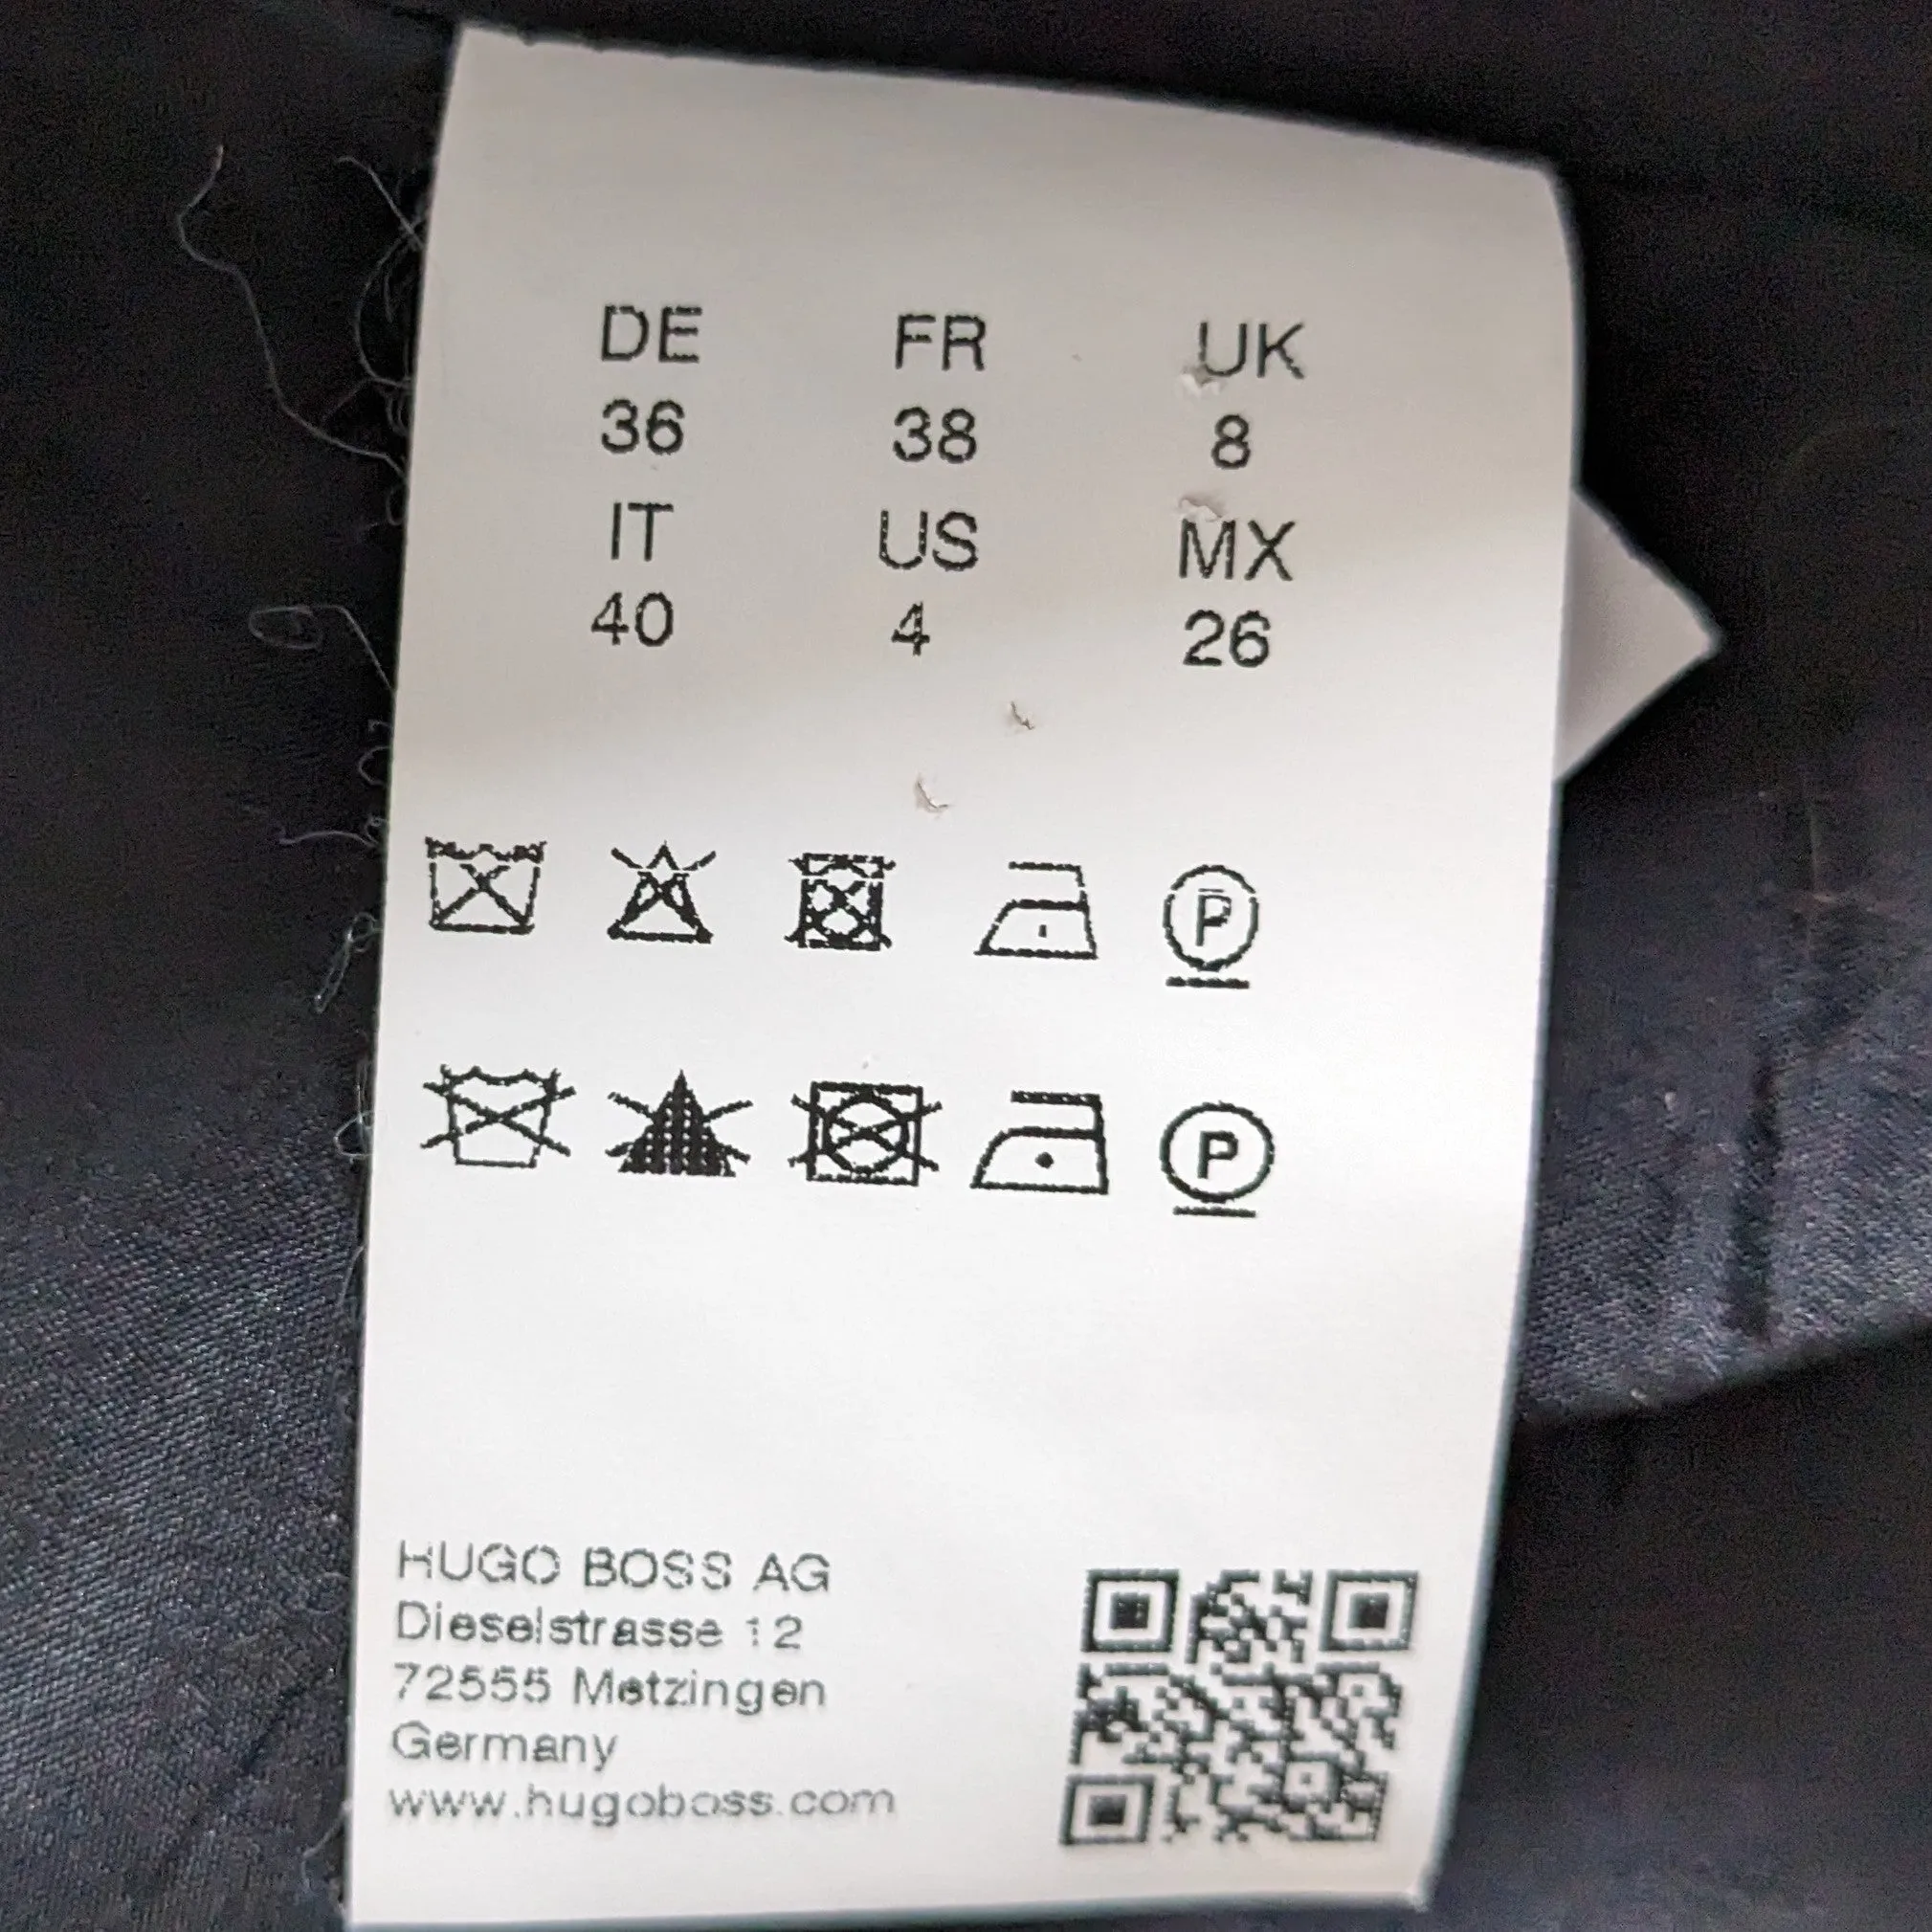 DE FR UK
36 38 8
IT US MX
40 4 26
P
P
HUGO BOSS AG
Dieselstrasse 12
72555 Metzingen
Germany
www.hugoboss.com